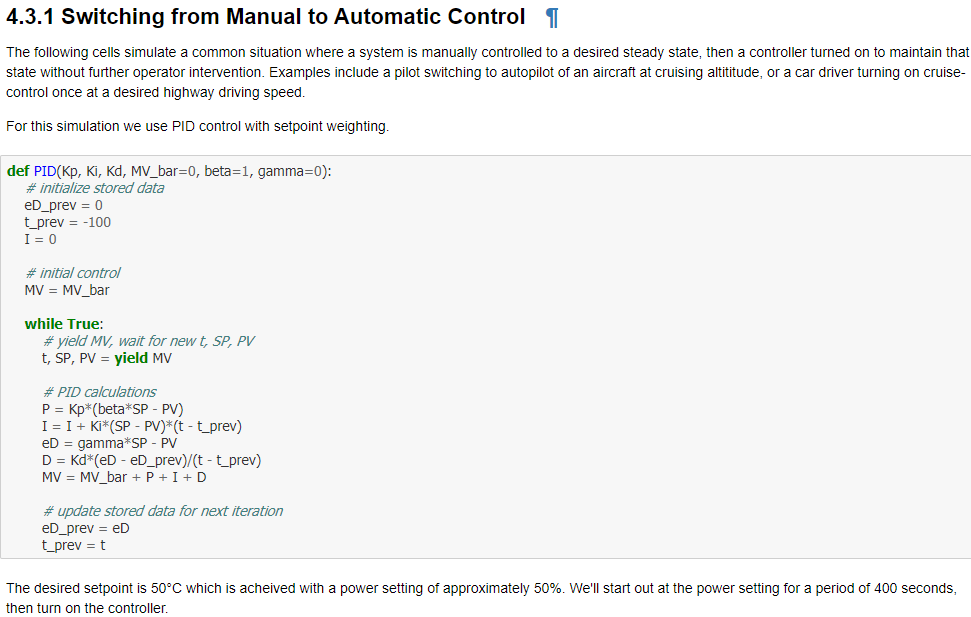 4.3.1 Switching from Manual to Automatic Control ¶
The following cells simulate a common situation where a system is manually controlled to a desired steady state, then a controller turned on to maintain that
state without further operator intervention. Examples include a pilot switching to autopilot of an aircraft at cruising altititude, or a car driver turning on cruise-
control once at a desired highway driving speed.
For this simulation we use PID control with setpoint weighting.
def PID(Kp, Ki, Kd, MV_bar=0, beta=1, gamma=0):
    # initialize stored data
    eD_prev = 0
    t_prev = -100
    I = 0
    # initial control
    MV = MV_bar
    while True:
        # yield MV, wait for new t, SP, PV
        t, SP, PV = yield MV
        # PID calculations
        P = Kp*(beta*SP - PV)
        I = I + Ki*(SP - PV)*(t - t_prev)
        eD = gamma*SP - PV
        D = Kd*(eD - eD_prev)/(t - t_prev)
        MV = MV_bar + P + I + D
        # update stored data for next iteration
        eD_prev = eD
        t_prev = t
The desired setpoint is 50°C which is acheived with a power setting of approximately 50%. We'll start out at the power setting for a period of 400 seconds,
then turn on the controller.